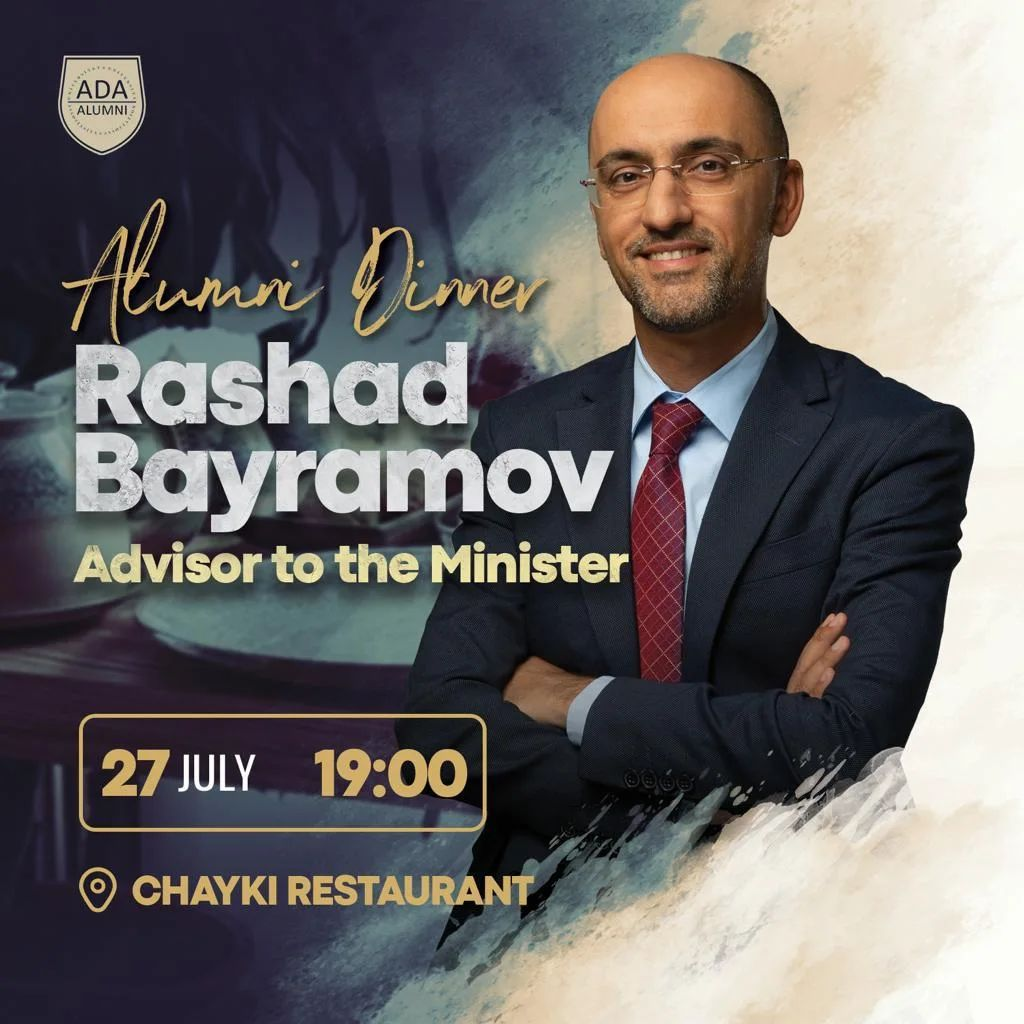 ADA
ALUMNI
Alumni Dinner
Rashad
Bayramov
Advisor to the Minister
27 JULY 19:00
CHAYKI RESTAURANT